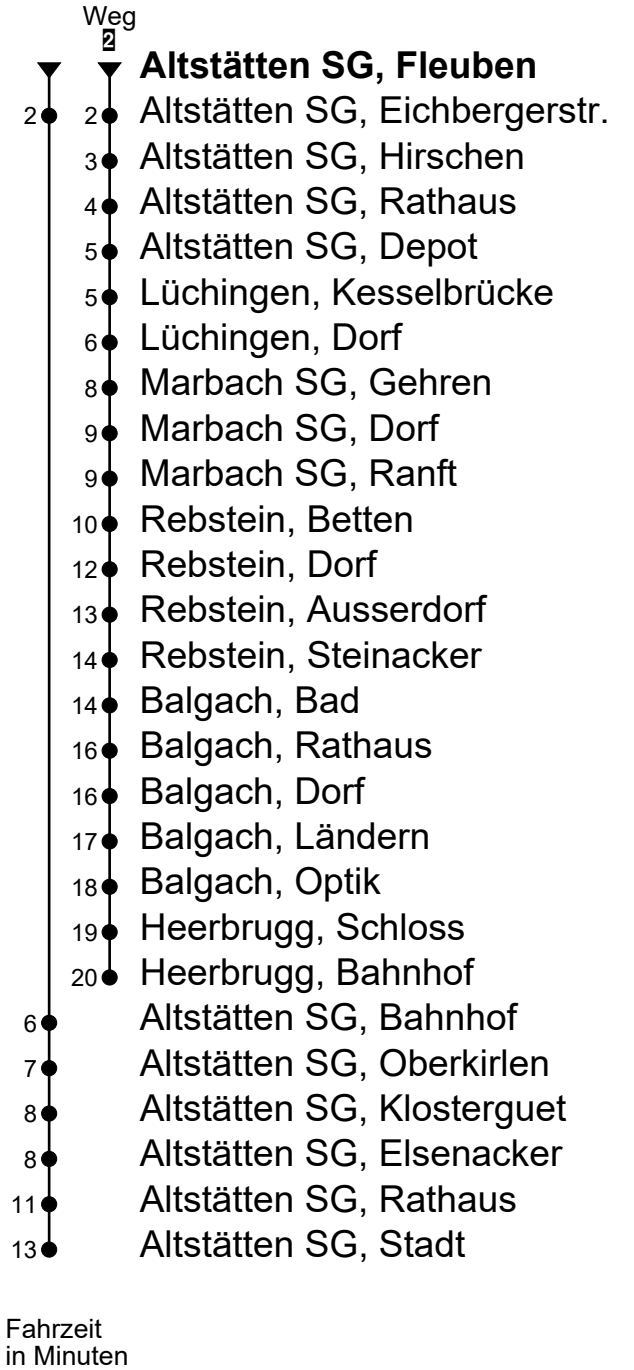 Weg
2
Altstätten SG, Fleuben
2 2 Altstätten SG, Eichbergerstr.
3 Altstätten SG, Hirschen
4 Altstätten SG, Rathaus
5 Altstätten SG, Depot
5 Lüchingen, Kesselbrücke
6 Lüchingen, Dorf
8 Marbach SG, Gehren
9 Marbach SG, Dorf
9 Marbach SG, Ranft
10 Rebstein, Betten
12 Rebstein, Dorf
13 Rebstein, Ausserdorf
14 Rebstein, Steinacker
14 Balgach, Bad
16 Balgach, Rathaus
16 Balgach, Dorf
17 Balgach, Ländern
18 Balgach, Optik
19 Heerbrugg, Schloss
20 Heerbrugg, Bahnhof
6 Altstätten SG, Bahnhof
7 Altstätten SG, Oberkirlen
8 Altstätten SG, Klosterguet
8 Altstätten SG, Elsenacker
11 Altstätten SG, Rathaus
13 Altstätten SG, Stadt
Fahrzeit
in Minuten